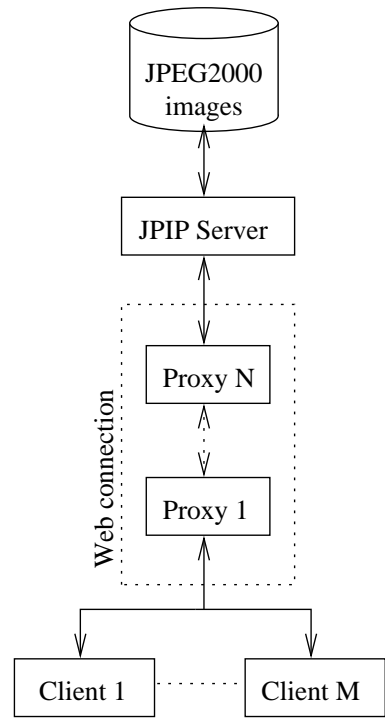 JPEG2000
images
JPIP Server
Proxy N
Web connection
Proxy 1
Client 1
Client M